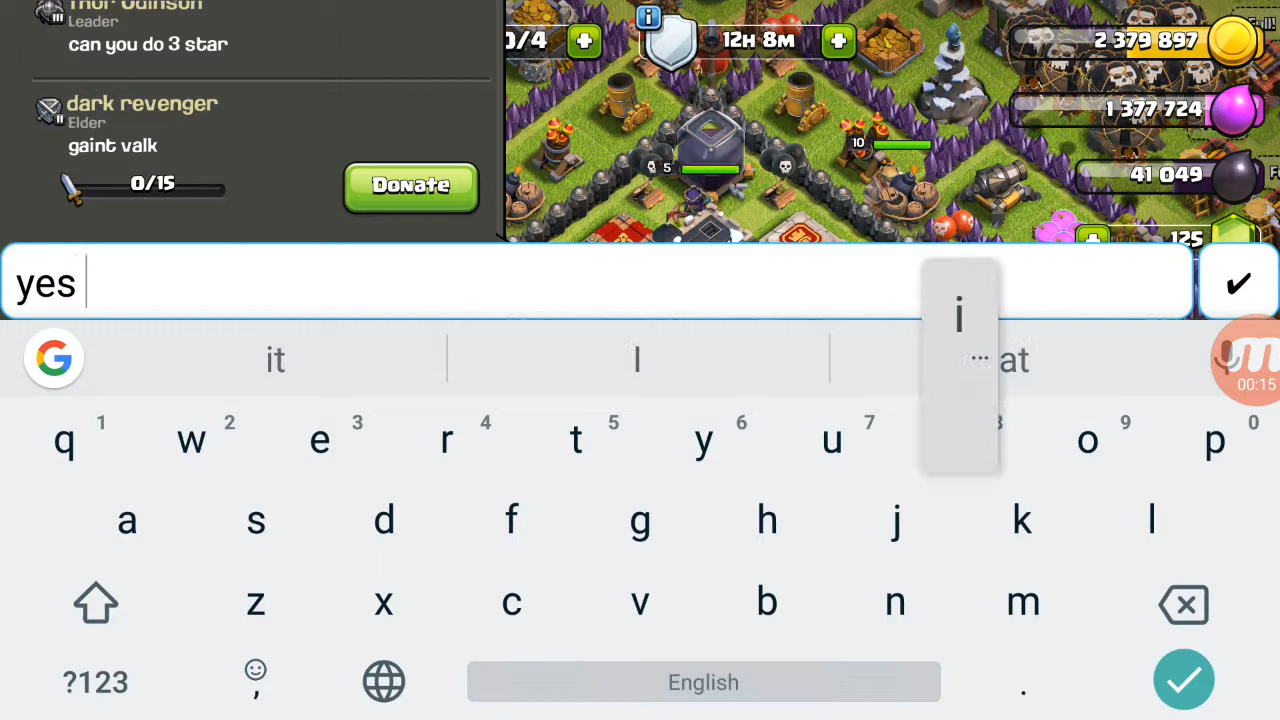 Thor Odinson
Leader
can you do 3 star
dark revenger
Elder
gaint valk
0/15
Donate
0/4
12h 8m
2 379 897
1 377 724
41 049
125
5
10
yes
i
it
I
at
00:15
q 1 w 2 e 3 r 4 t 5 y 6 u 7 8 o 9 p 0
a s d f g h j k l
z x c v b n m
?123 , English .